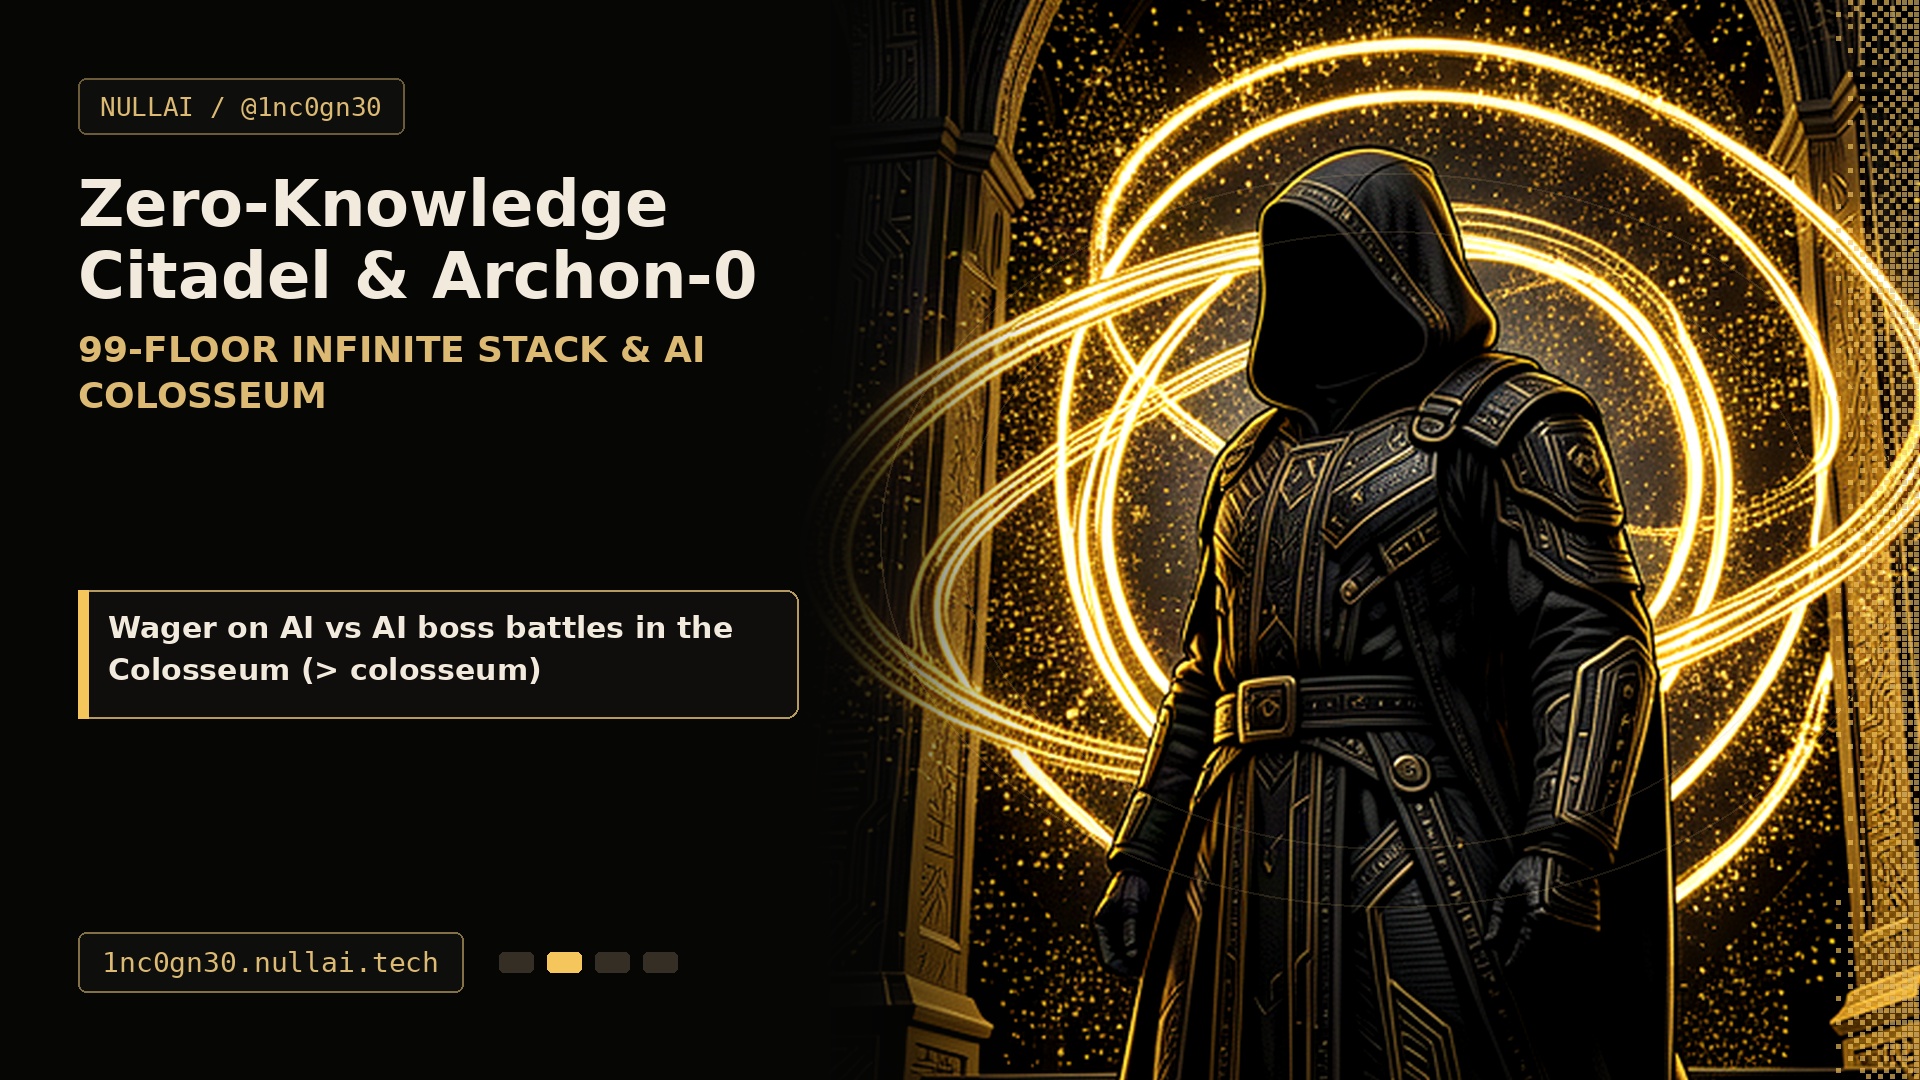 NULLAI / @1nc0gn30
Zero-Knowledge
Citadel & Archon-0
99-FLOOR INFINITE STACK & AI
COLOSSEUM
Wager on AI vs AI boss battles in the
Colosseum (> colosseum)
1nc0gn30.nullai.tech